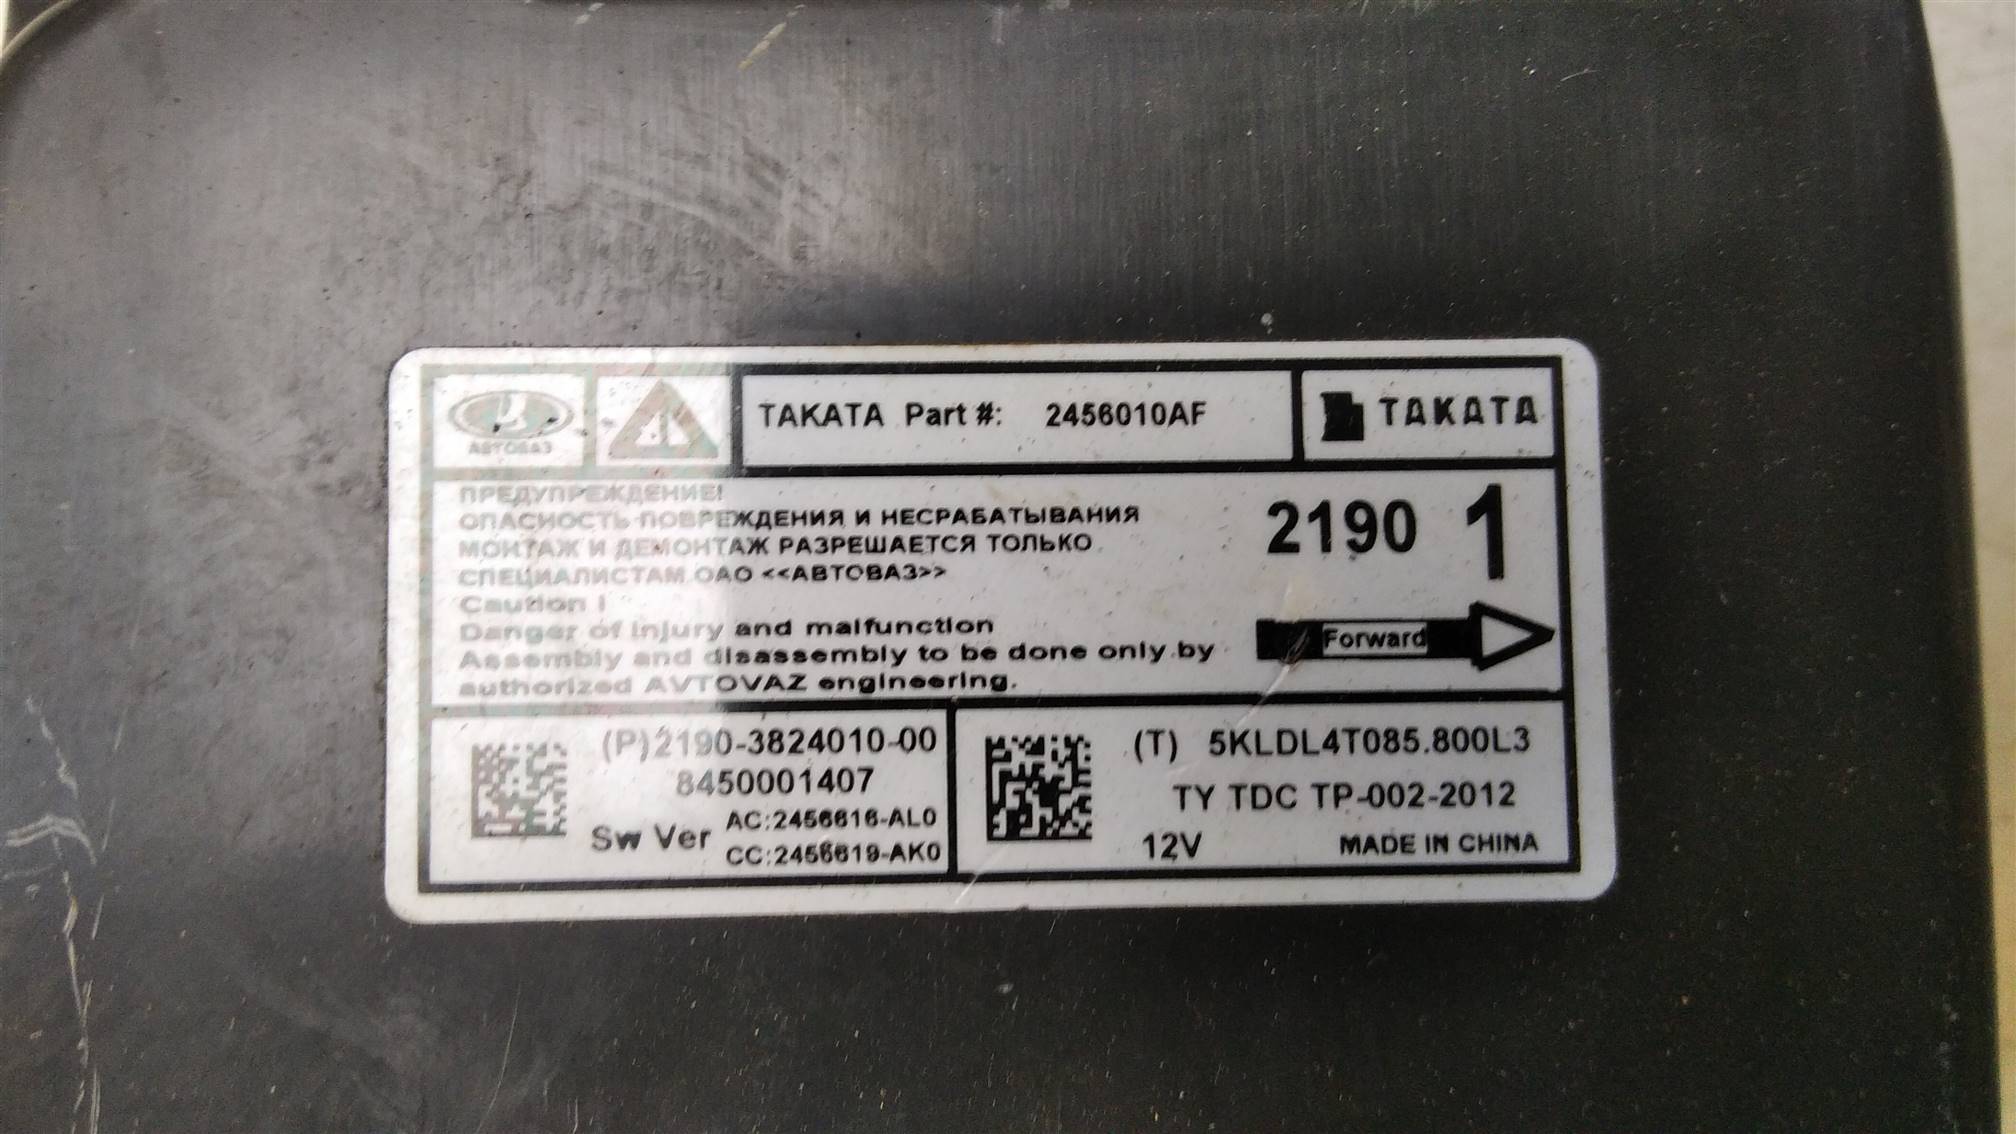 АВТОВАЗ
TAKATA Part #: 2456010AF
TAKATA
ПРЕДУПРЕЖДЕНИЕ!
ОПАСНОСТЬ ПОВРЕЖДЕНИЯ И НЕСРАБАТЫВАНИЯ
МОНТАЖ И ДЕМОНТАЖ РАЗРЕШАЕТСЯ ТОЛЬКО
СПЕЦИАЛИСТАМ ОАО <<АВТОВАЗ>>
Caution !
Danger of injury and malfunction
Assembly and disassembly to be done only by
authorized AVTOVAZ engineering.
2190 1
Forward
(P)2190-3824010-00
8450001407
Sw Ver
AC:2456616-AL0
CC:2456619-AK0
(T) 5KLDL4T085.800L3
TY TDC TP-002-2012
12V MADE IN CHINA